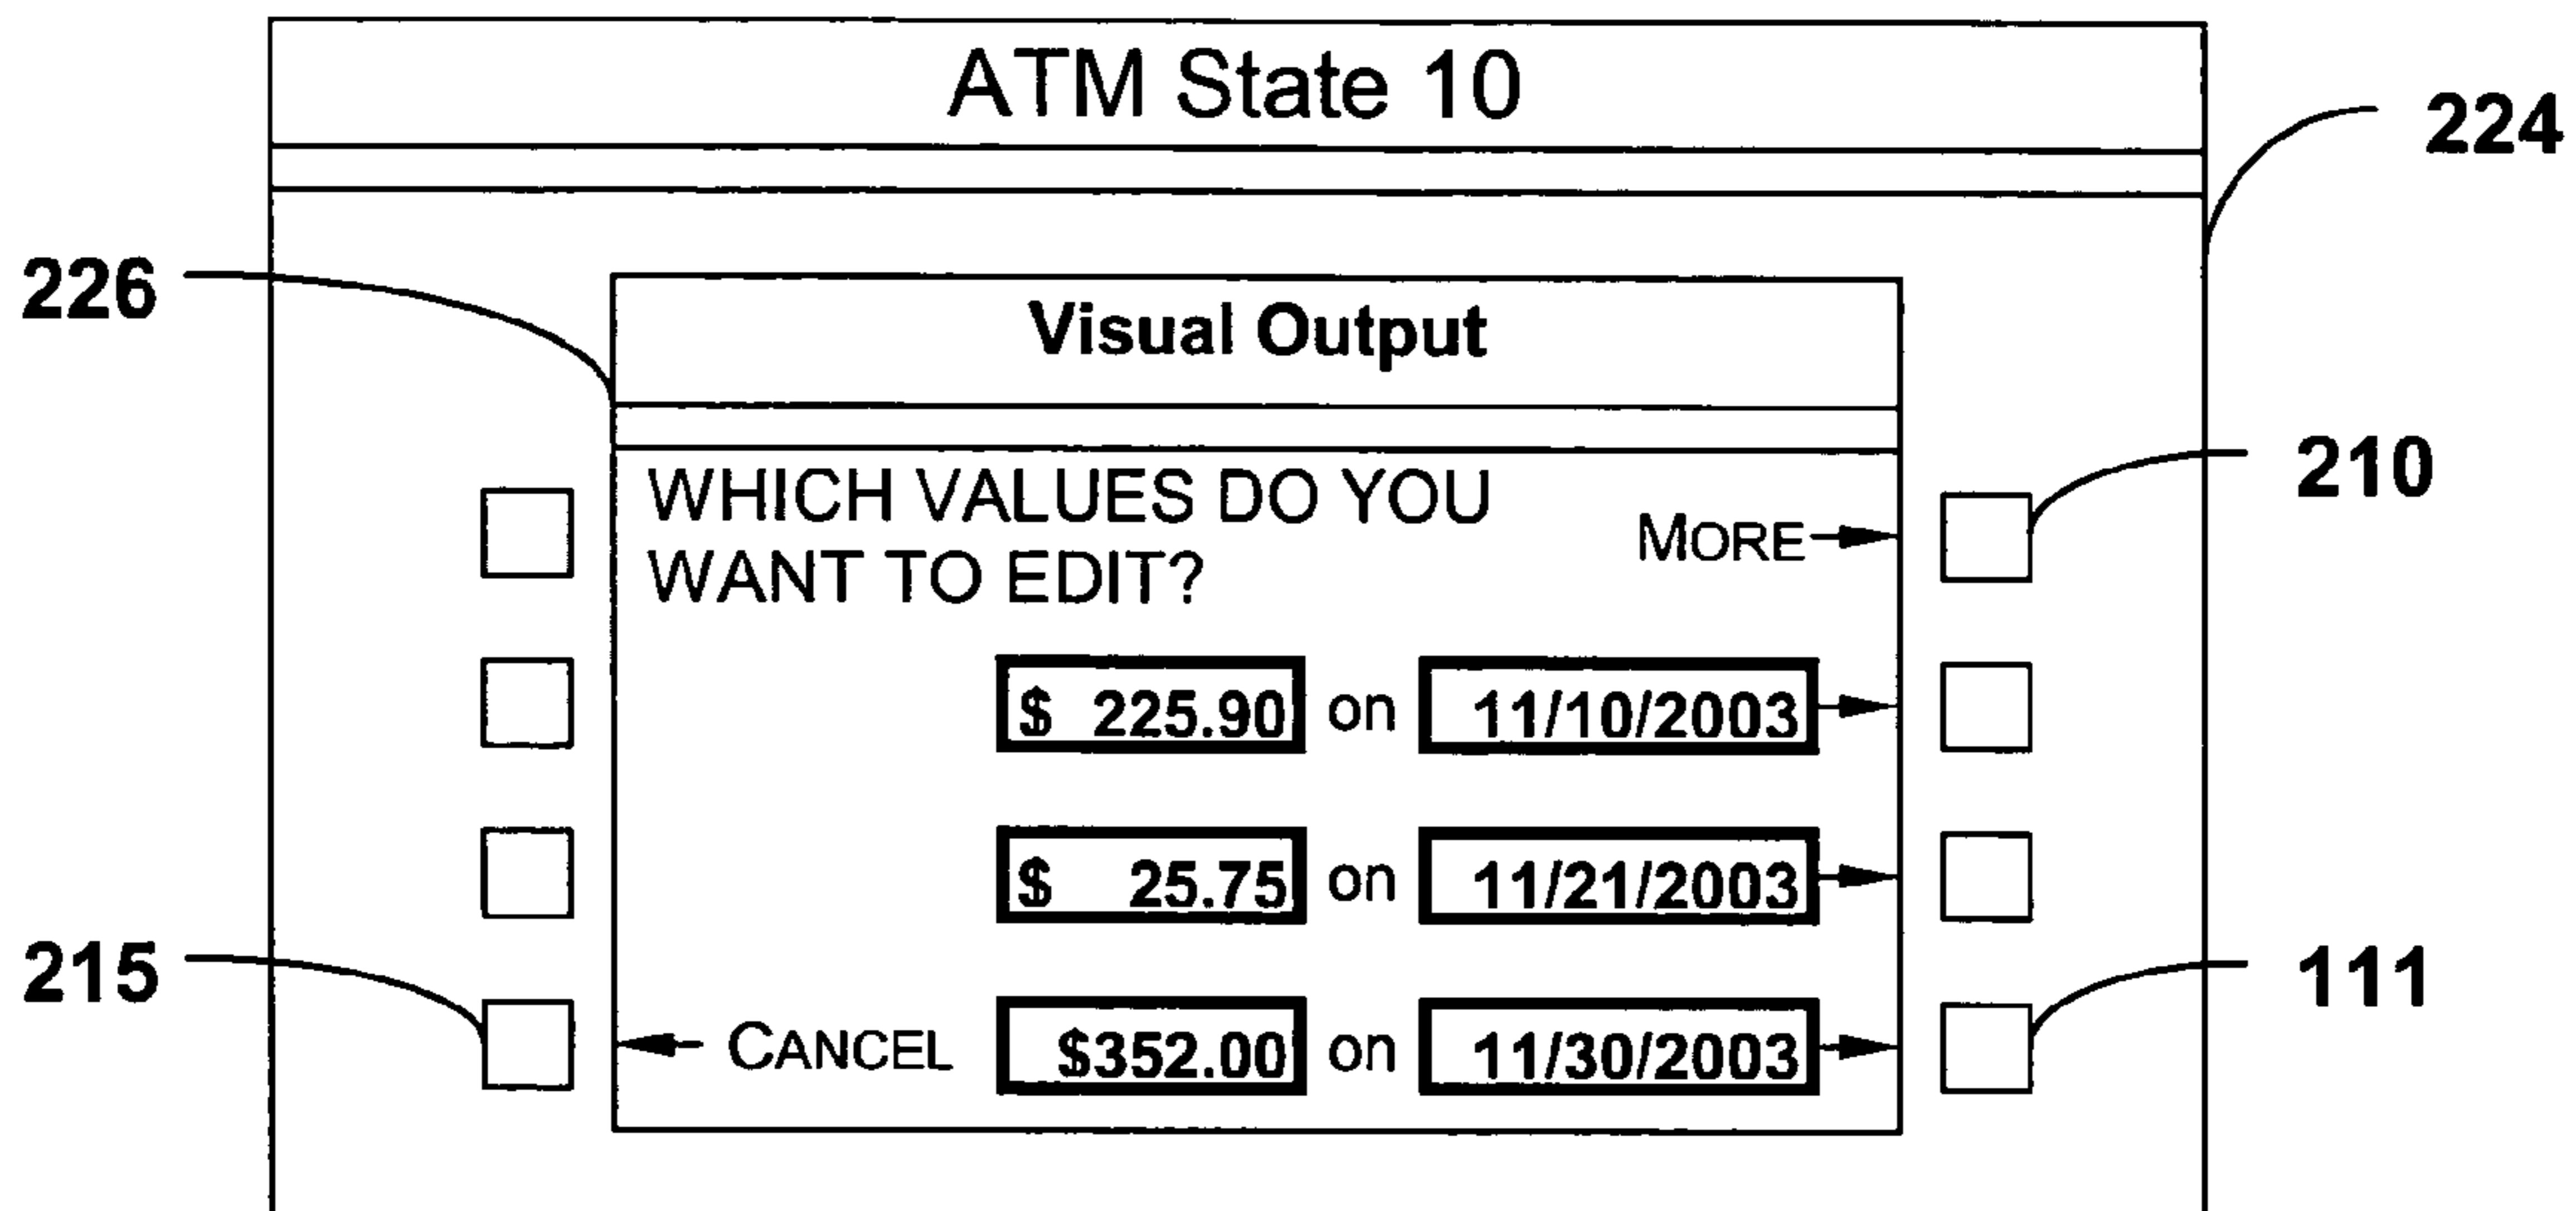 ATM State 10
224
226
Visual Output
WHICH VALUES DO YOU
WANT TO EDIT?
MORE
210
$ 225.90 on 11/10/2003
$ 25.75 on 11/21/2003
215
CANCEL $352.00 on 11/30/2003
111